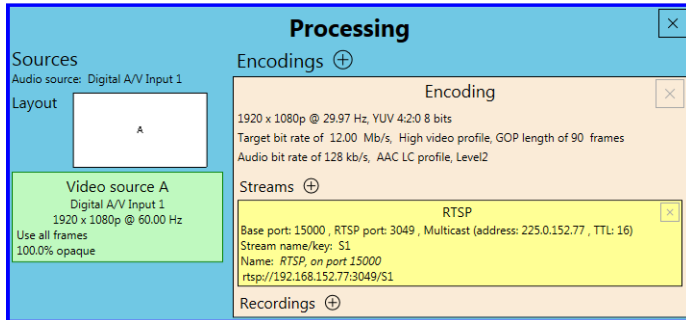 Processing
Sources
Audio source: Digital A/V Input 1
Layout
A
Video source A
Digital A/V Input 1
1920 x 1080p @ 60.00 Hz
Use all frames
100.0% opaque
Encodings
Encoding
1920 x 1080p @ 29.97 Hz, YUV 4:2:0 8 bits
Target bit rate of 12.00 Mb/s, High video profile, GOP length of 90 frames
Audio bit rate of 128 kb/s, AAC LC profile, Level2
Streams
RTSP
Base port: 15000 , RTSP port: 3049 , Multicast (address: 225.0.152.77 , TTL: 16)
Stream name/key: S1
Name: RTSP, on port 15000
rtsp://192.168.152.77:3049/S1
Recordings